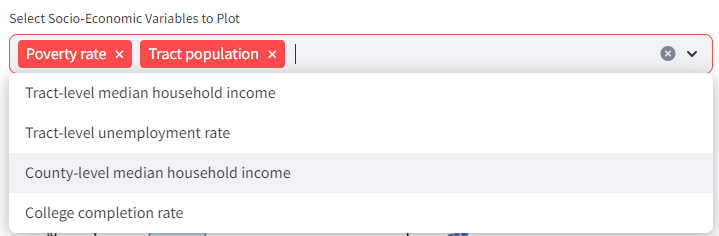 Select Socio-Economic Variables to Plot
Poverty rate × Tract population ×
Tract-level median household income
Tract-level unemployment rate
County-level median household income
College completion rate